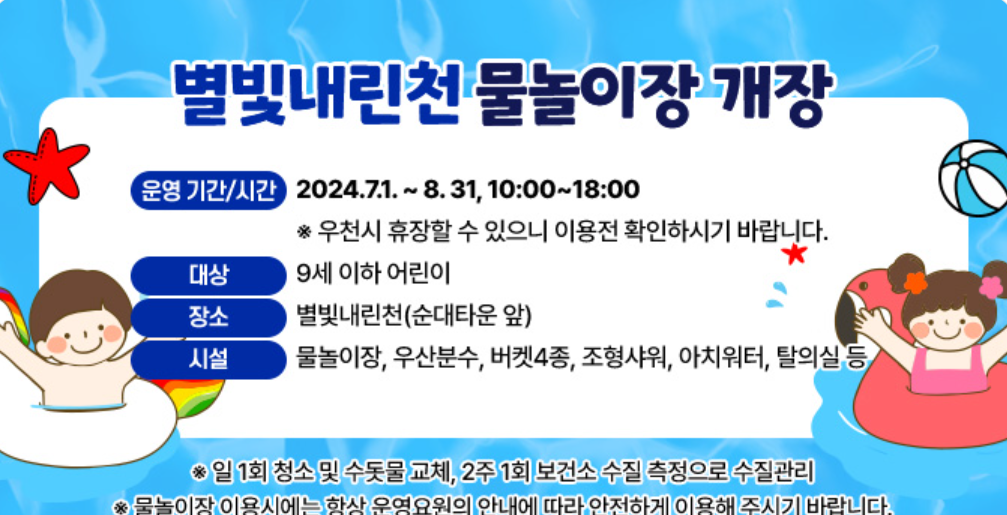 별빛내린천 물놀이장 개장
운영 기간/시간 2024.7.1. ~ 8. 31, 10:00~18:00
※ 우천시 휴장할 수 있으니 이용전 확인하시기 바랍니다.
대상 9세 이하 어린이
장소 별빛내린천(순대타운 앞)
시설 물놀이장, 우산분수, 버켓4종, 조형샤워, 아치워터, 탈의실 등
※ 일 1회 청소 및 수돗물 교체, 2주 1회 보건소 수질 측정으로 수질관리
※ 물놀이장 이용시에는 항상 운영요원의 안내에 따라 안전하게 이용해 주시기 바랍니다.